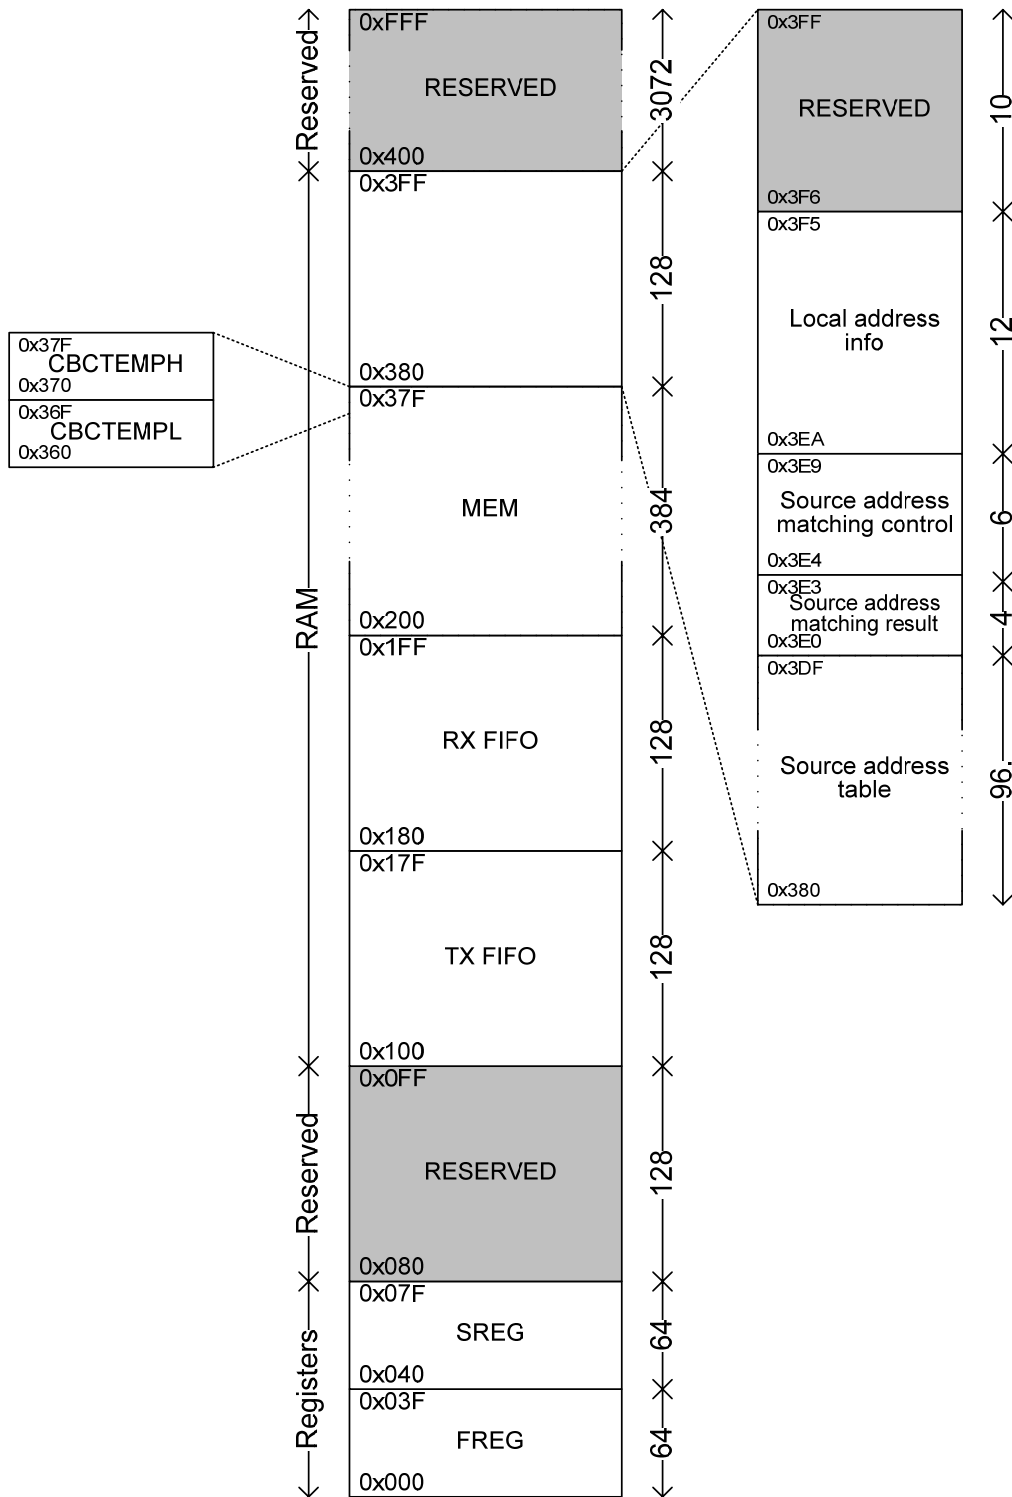 0x37F
CBCTEMPH
0x370
0x36F
CBCTEMPL
0x360
Reserved
RAM
Reserved
Registers
0xFFF
RESERVED
0x400
0x3FF
0x380
0x37F
MEM
0x200
0x1FF
RX FIFO
0x180
0x17F
TX FIFO
0x100
0x0FF
RESERVED
0x080
0x07F
SREG
0x040
0x03F
FREG
0x000
3072
128
384
128
128
128
64
64
0x3FF
RESERVED
0x3F6
0x3F5
Local address
info
0x3EA
0x3E9
Source address
matching control
0x3E4
0x3E3
Source address
matching result
0x3E0
0x3DF
Source address
table
0x380
10
12
6
4
96.